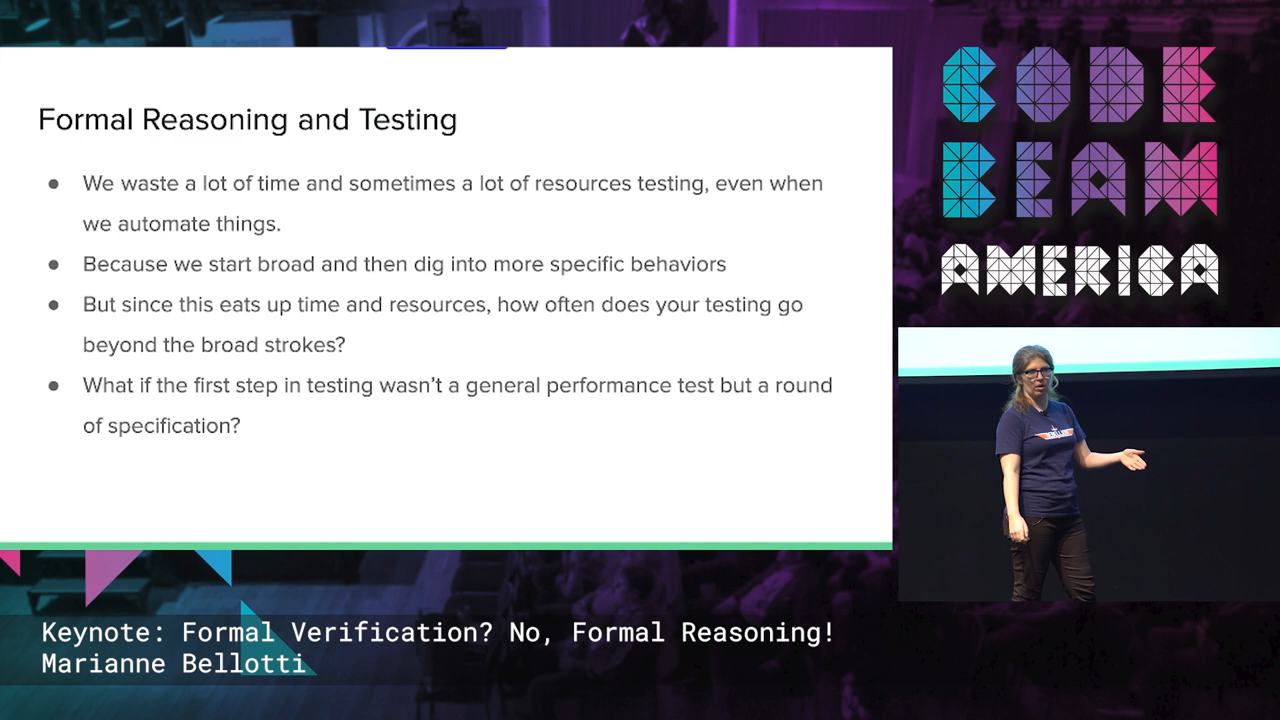 Formal Reasoning and Testing
● We waste a lot of time and sometimes a lot of resources testing, even when
we automate things.
● Because we start broad and then dig into more specific behaviors
● But since this eats up time and resources, how often does your testing go
beyond the broad strokes?
● What if the first step in testing wasn’t a general performance test but a round
of specification?
CODE
BEAM
AMERICA
Keynote: Formal Verification? No, Formal Reasoning!
Marianne Bellotti